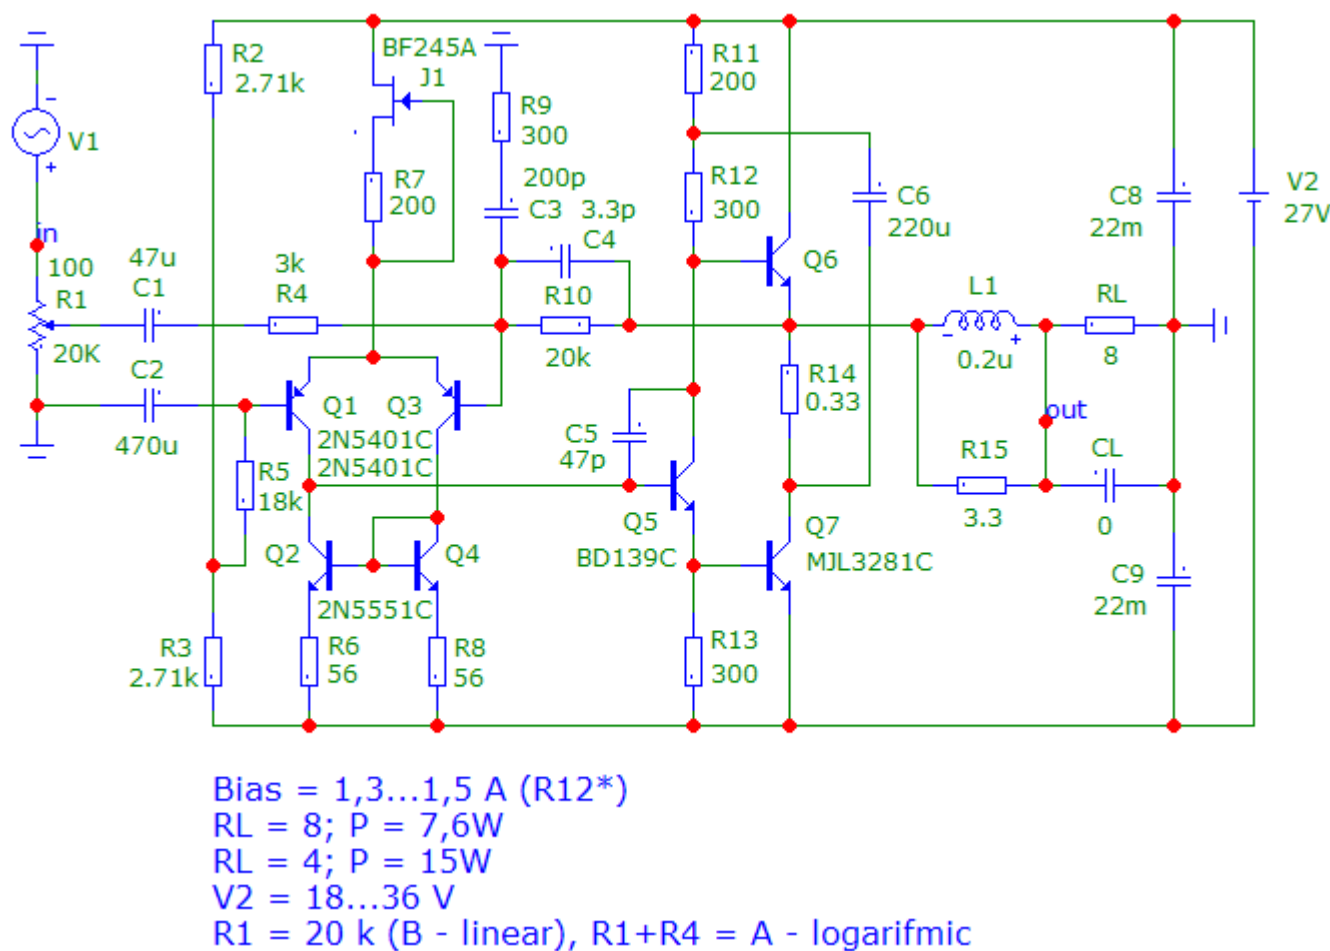 R2
2.71k
BF245A
J1
R11
200
R9
300
V1
R7
200
200p
C3
3.3p
C4
R12
300
C6
220u
C8
22m
V2
27V
in
100
R1
20K
47u
C1
3k
R4
R10
20k
Q6
L1
0.2u
RL
8
C2
470u
R14
0.33
out
Q1
Q3
2N5401C
2N5401C
C5
47p
R5
18k
R15
3.3
CL
0
Q5
BD139C
Q7
MJL3281C
Q2
Q4
2N5551C
C9
22m
R3
2.71k
R6
56
R8
56
R13
300
Bias = 1,3...1,5 A (R12*)
RL = 8; P = 7,6W
RL = 4; P = 15W
V2 = 18...36 V
R1 = 20 k (B - linear), R1+R4 = A - logarifmic